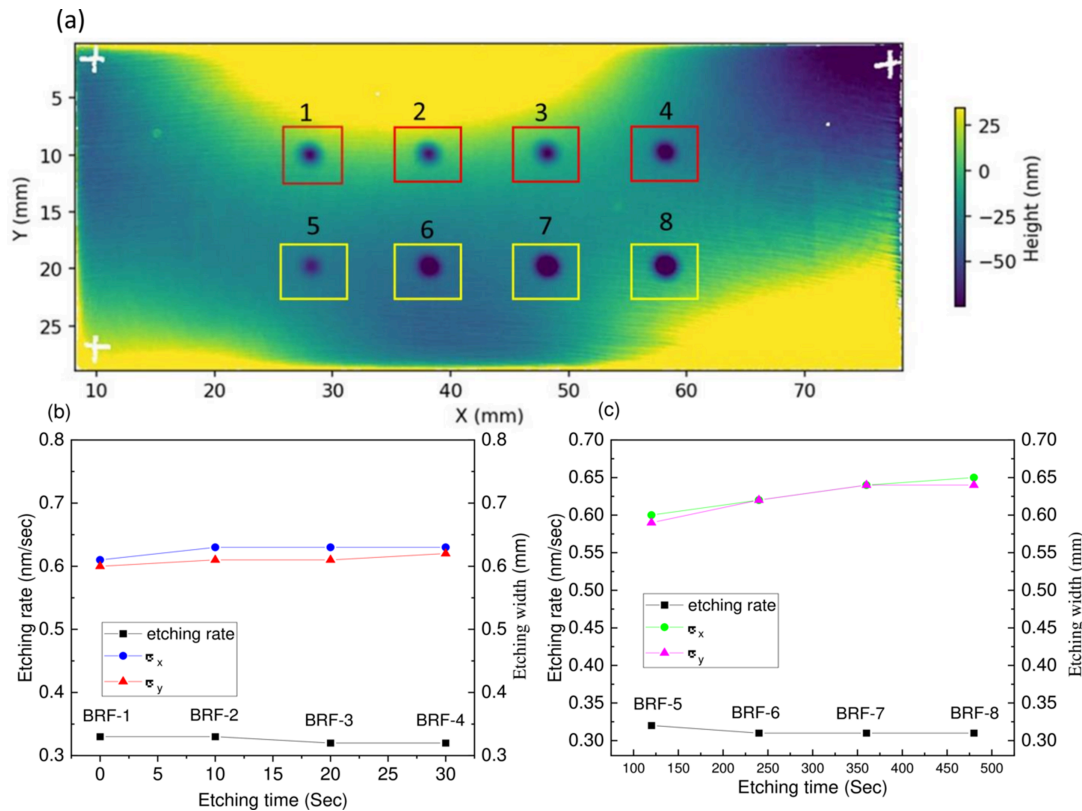 (a)
1 2 3 4
5 6 7 8
5
10
15
20
25
Y (mm)
10 20 30 40 50 60 70
X (mm)
25
0
−25
−50
Height (nm)
(b)
0.8
0.7
0.6
0.5
0.4
0.3
Etching rate (nm/sec)
etching rate
ϖ x
ϖ y
BRF-1 BRF-2 BRF-3 BRF-4
0 10 20 30
Etching time (Sec)
0.8
0.7
0.6
0.5
0.4
0.3
Etching width (mm)
(c)
0.70
0.65
0.60
0.55
0.50
0.45
0.40
0.35
0.30
Etching rate (nm/sec)
etching rate
ϖ x
ϖ y
BRF-5 BRF-6 BRF-7 BRF-8
100 150 200 250 300 350 400 450 500
Etching time (Sec)
0.70
0.65
0.60
0.55
0.50
0.45
0.40
0.35
0.30
Etching width (mm)